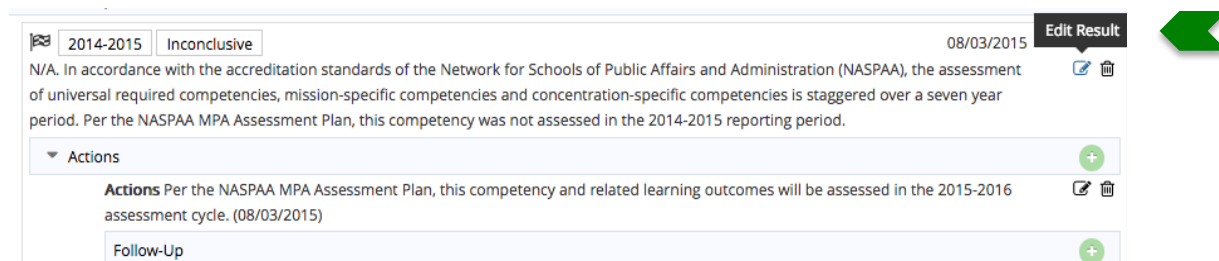 Edit Result
2014-2015 Inconclusive 08/03/2015
N/A. In accordance with the accreditation standards of the Network for Schools of Public Affairs and Administration (NASPAA), the assessment
of universal required competencies, mission-specific competencies and concentration-specific competencies is staggered over a seven year
period. Per the NASPAA MPA Assessment Plan, this competency was not assessed in the 2014-2015 reporting period.
Actions
Actions Per the NASPAA MPA Assessment Plan, this competency and related learning outcomes will be assessed in the 2015-2016
assessment cycle. (08/03/2015)
Follow-Up